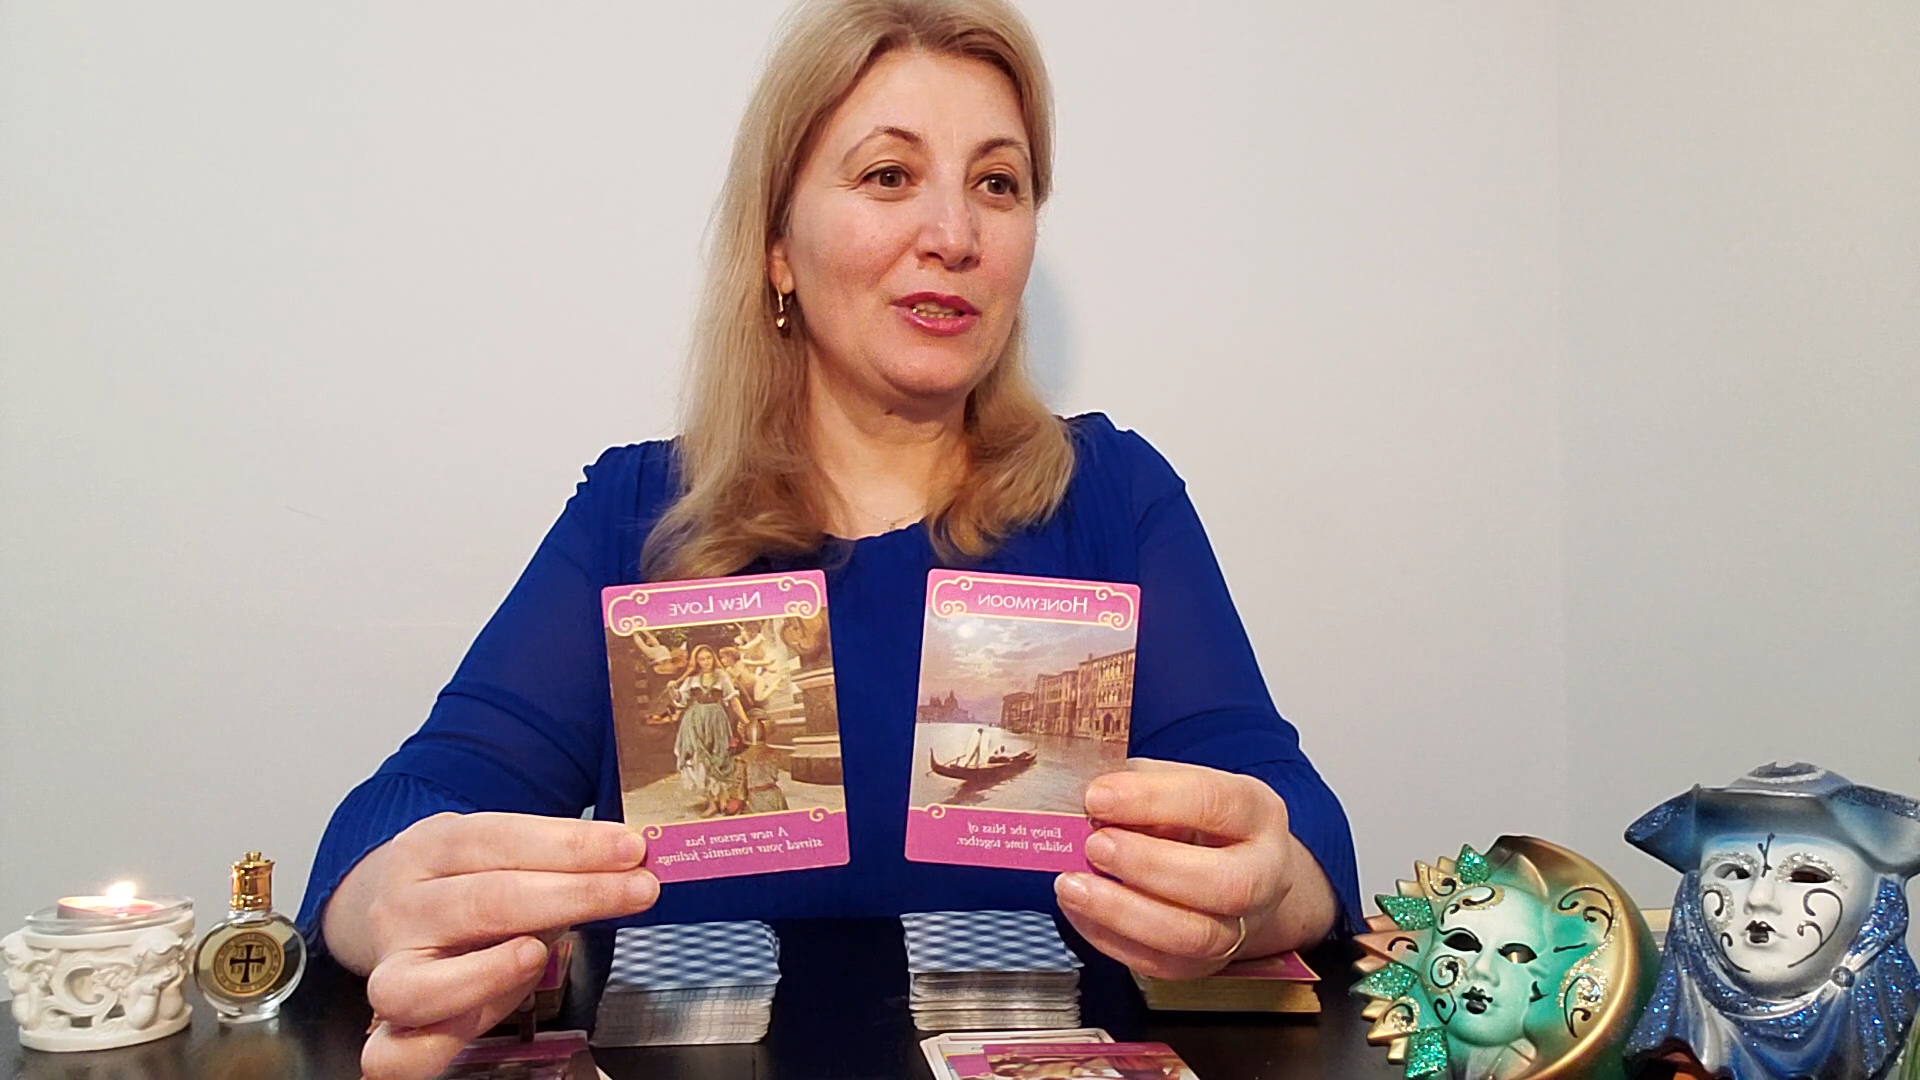 NEW LOVE
A new person has
stirred your romantic feelings.
HONEYMOON
Enjoy the bliss of
holiday time together.